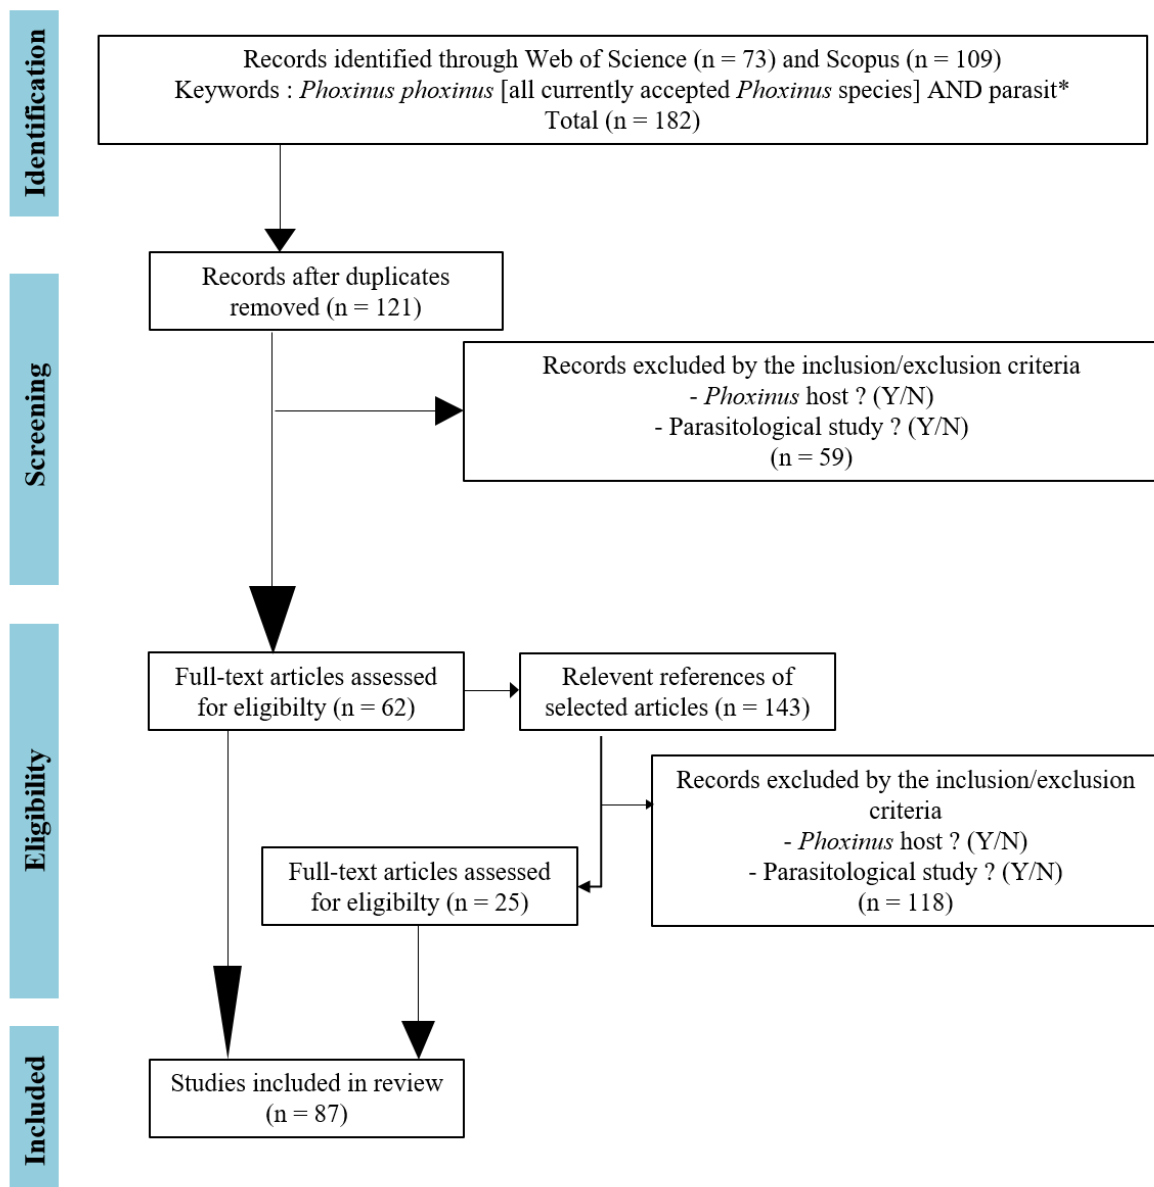 Identification
Records identified through Web of Science (n = 73) and Scopus (n = 109)
Keywords : Phoxinus phoxinus [all currently accepted Phoxinus species] AND parasit*
Total (n = 182)
Screening
Records after duplicates
removed (n = 121)
Records excluded by the inclusion/exclusion criteria
- Phoxinus host ? (Y/N)
- Parasitological study ? (Y/N)
(n = 59)
Eligibility
Full-text articles assessed
for eligibilty (n = 62)
Relevent references of
selected articles (n = 143)
Records excluded by the inclusion/exclusion
criteria
- Phoxinus host ? (Y/N)
- Parasitological study ? (Y/N)
(n = 118)
Full-text articles assessed
for eligibilty (n = 25)
Included
Studies included in review
(n = 87)